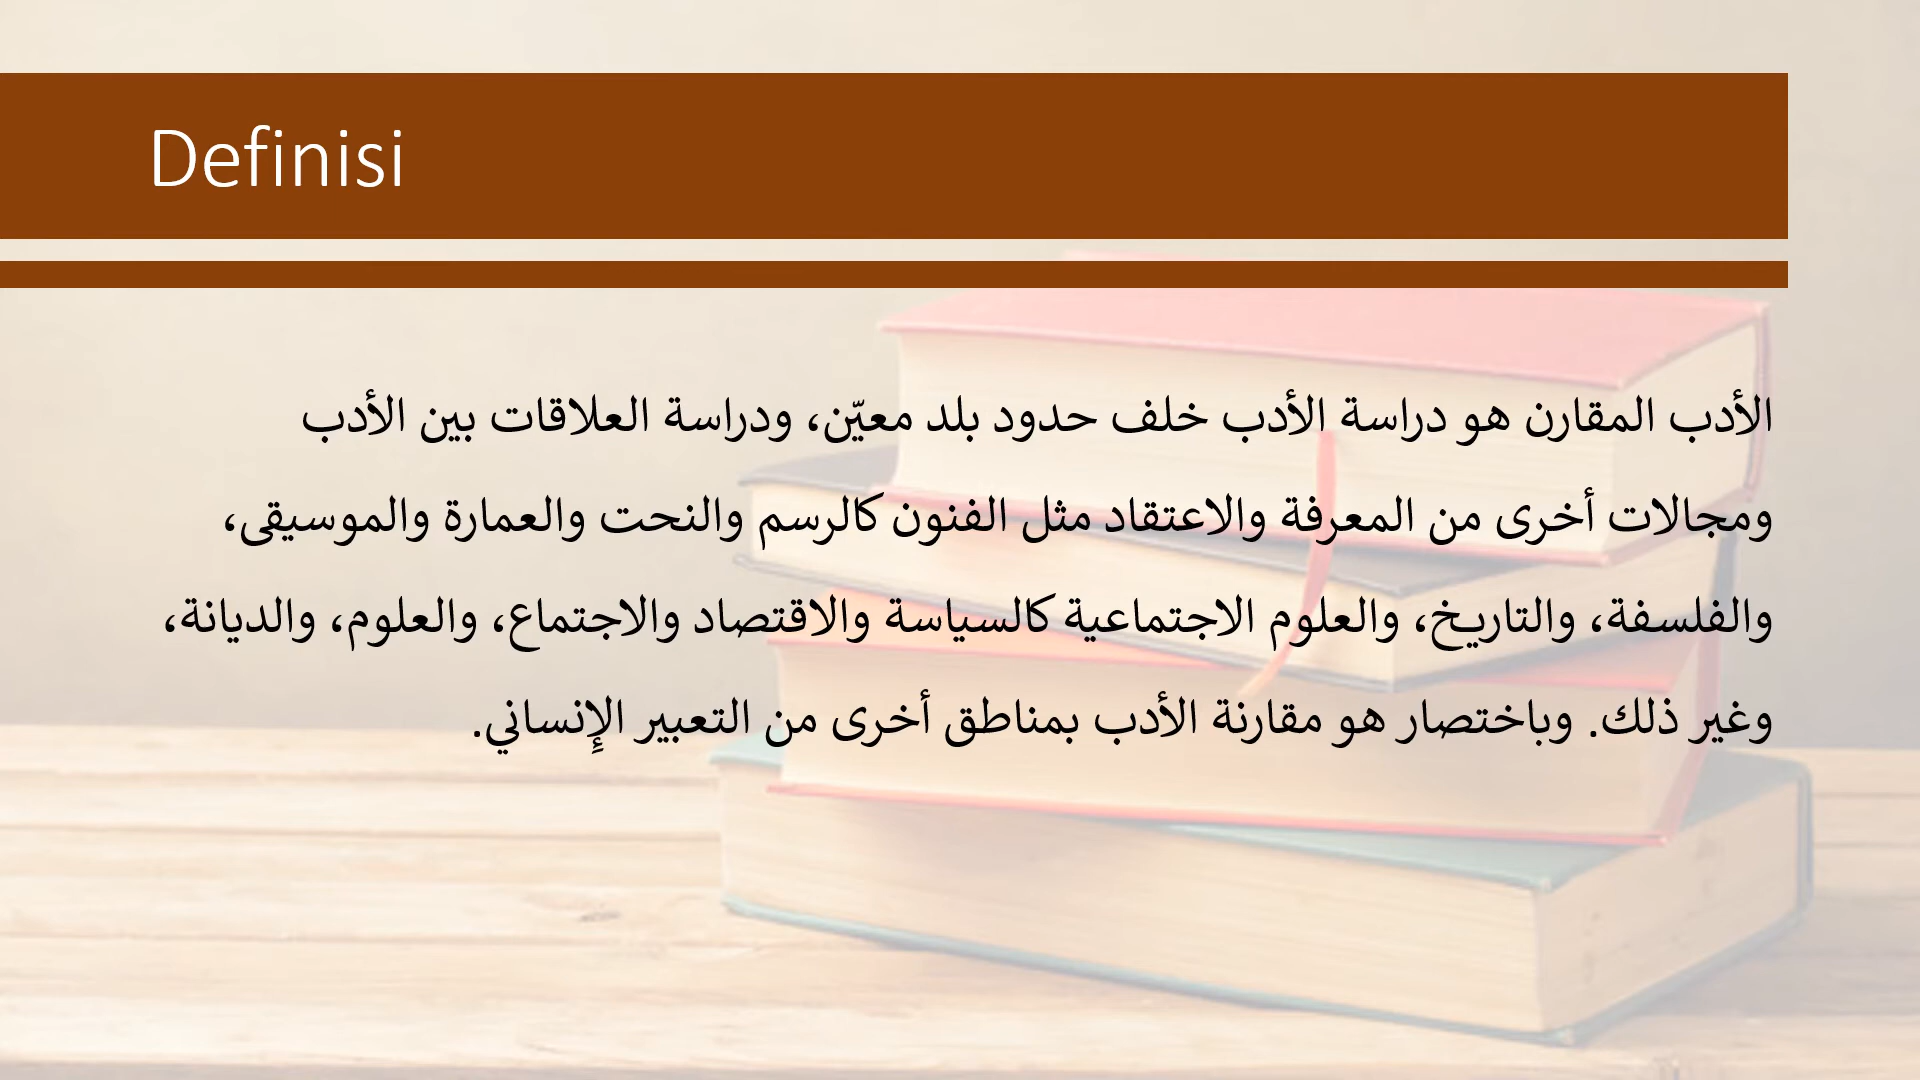 Definisi
الأدب المقارن هو دراسة الأدب خلف حدود بلد معيّن، ودراسة العلاقات بين الأدب
ومجالات أخرى من المعرفة والاعتقاد مثل الفنون كالرسم والنحت والعمارة والموسيقى،
والفلسفة، والتاريخ، والعلوم الاجتماعية كالسياسة والاقتصاد والاجتماع، والعلوم، والديانة،
وغير ذلك. وباختصار هو مقارنة الأدب بمناطق أخرى من التعبير الإنساني.